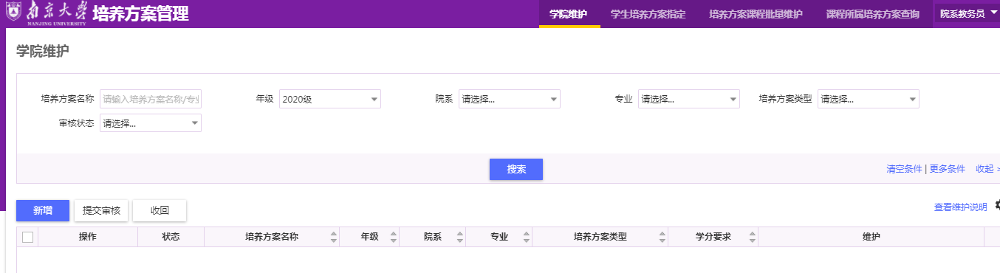 南京大学 培养方案管理 学院维护 学生培养方案指定 培养方案课程批量维护 课程所属培养方案查询 院系教务员
NANJING UNIVERSITY
学院维护
培养方案名称 请输入培养方案名称/专业 年级 2020级 院系 请选择... 专业 请选择... 培养方案类型 请选择...
审核状态 请选择...
搜索 清空条件 | 更多条件 收起
新增 提交审核 收回 查看维护说明
操作 状态 培养方案名称 年级 院系 专业 培养方案类型 学分要求 维护